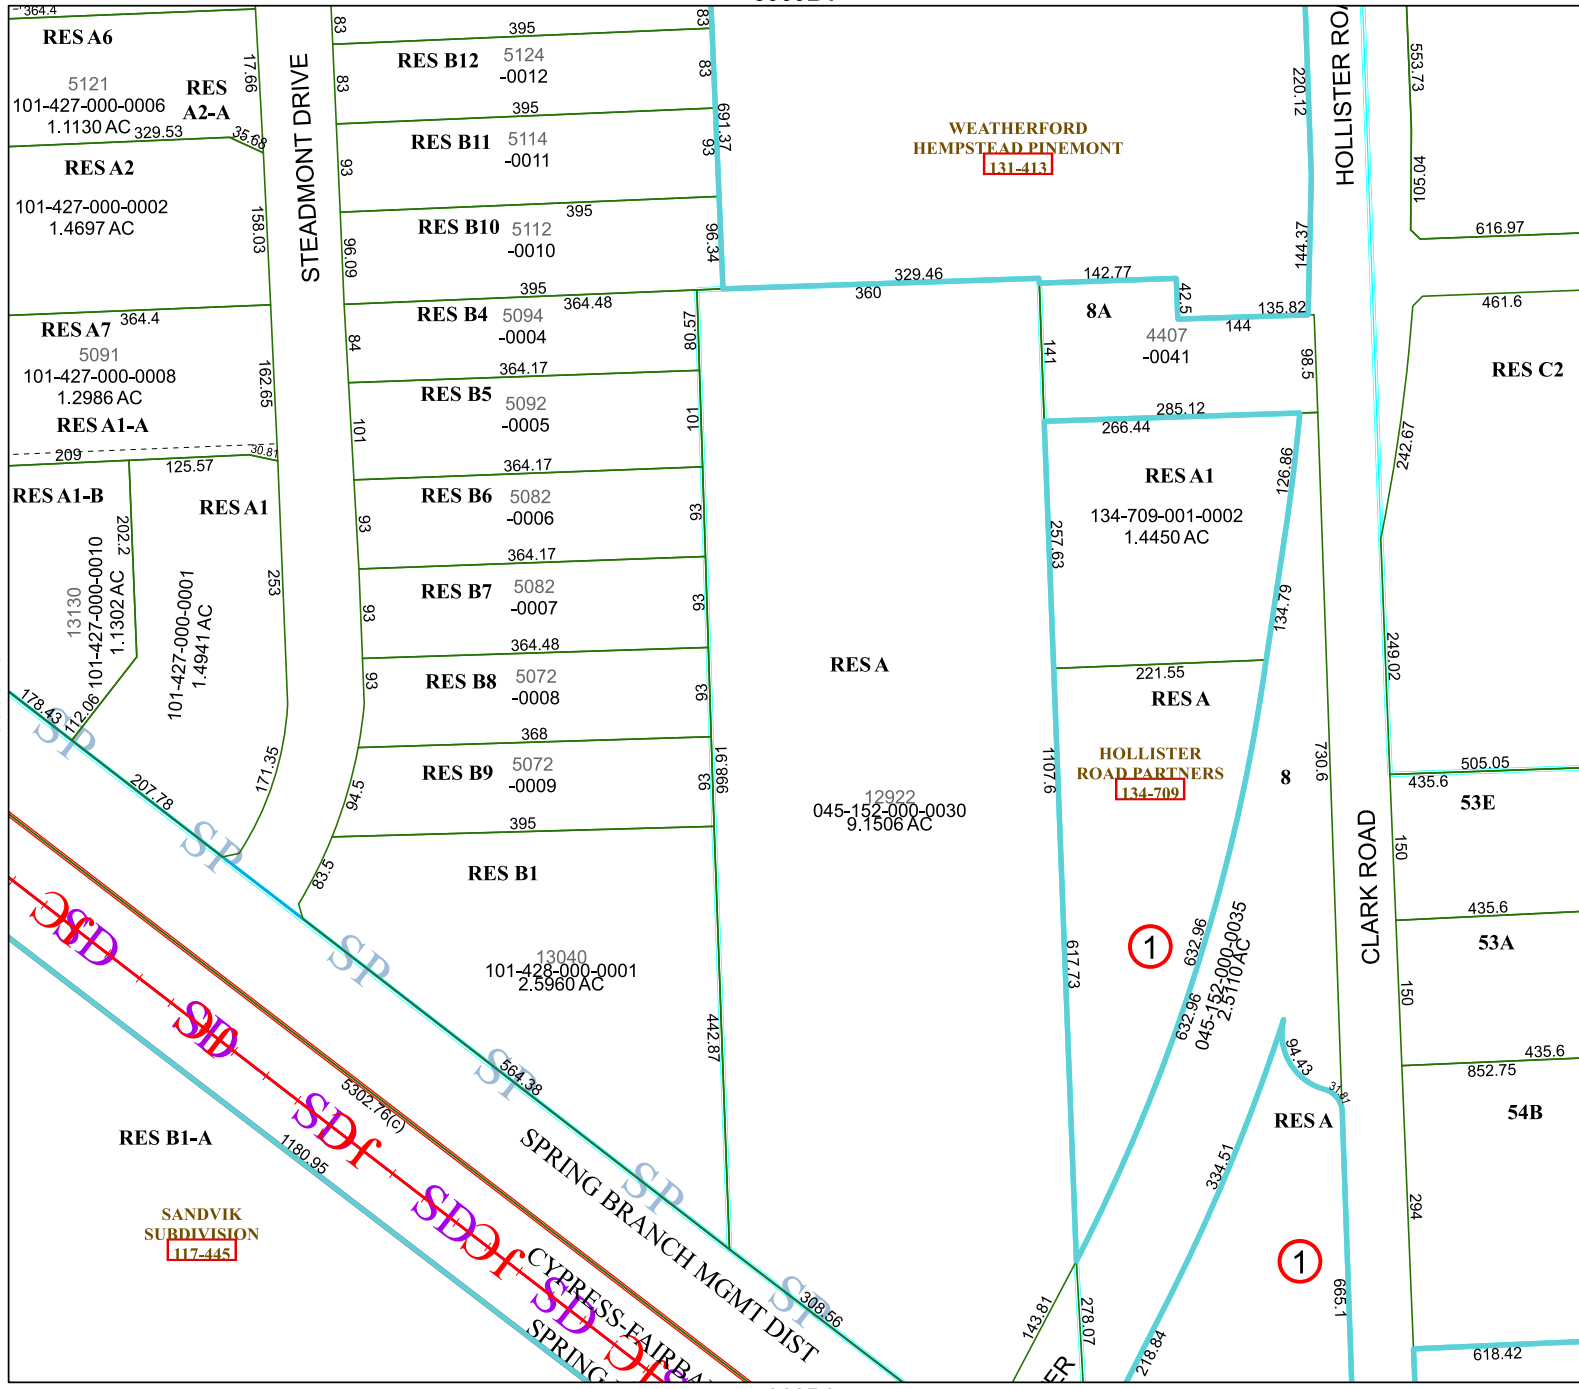 364.4
RES A6
5121
101-427-000-0006
1.1130 AC
329.53
RES
A2-A
17.66
35.68
RES A2
101-427-000-0002
1.4697 AC
158.03
STEADMONT DRIVE
RES A7
364.4
5091
101-427-000-0008
1.2986 AC
162.65
RES A1-A
209
30.81
125.57
RES A1-B
202.2
13130
101-427-000-0010
1.1302 AC
RES A1
253
101-427-000-0001
1.4941 AC
178.43
112.06
171.35
207.78
83
395
83
RES B12
5124
-0012
83
83
395
691.37
RES B11
5114
-0011
93
93
395
RES B10
5112
-0010
96.09
96.34
395
364.48
RES B4
5094
-0004
84
80.57
364.17
RES B5
5092
-0005
101
101
364.17
RES B6
5082
-0006
93
93
364.17
RES B7
5082
-0007
93
93
364.48
RES B8
5072
-0008
93
93
368
998.91
RES B9
5072
-0009
94.5
93
395
83.5
RES B1
13040
101-428-000-0001
2.5960 AC
442.87
WEATHERFORD
HEMPSTEAD PINEMONT
131-413
220.12
144.37
HOLLISTER ROA
553.73
105.04
616.97
329.46
360
142.77
42.5
135.82
144
8A
4407
-0041
141
98.5
461.6
RES C2
242.67
285.12
266.44
126.86
RES A1
134-709-001-0002
1.4450 AC
257.63
134.79
RES A
221.55
RES A
249.02
1107.6
HOLLISTER
ROAD PARTNERS
134-709
8
730.6
12922
045-152-000-0030
9.1506 AC
505.05
435.6
53E
150
CLARK ROAD
435.6
53A
150
617.73
1
632.96
632.96
045-152-000-0035
2.5110 AC
435.6
852.75
54B
94.43
31.81
RES A
334.51
294
1
665.1
143.81
278.07
218.84
618.42
ER
SP
SP
SP
SP
SP
SP
564.38
308.56
SPRING BRANCH MGMT DIST
5302.76(c)
1180.95
Cf
SD
Cf
SD
SD
Cf
SD
Cf
SD
Cf
CYPRESS-FAIRBA
SPRING
RES B1-A
SANDVIK
SUBDIVISION
117-445